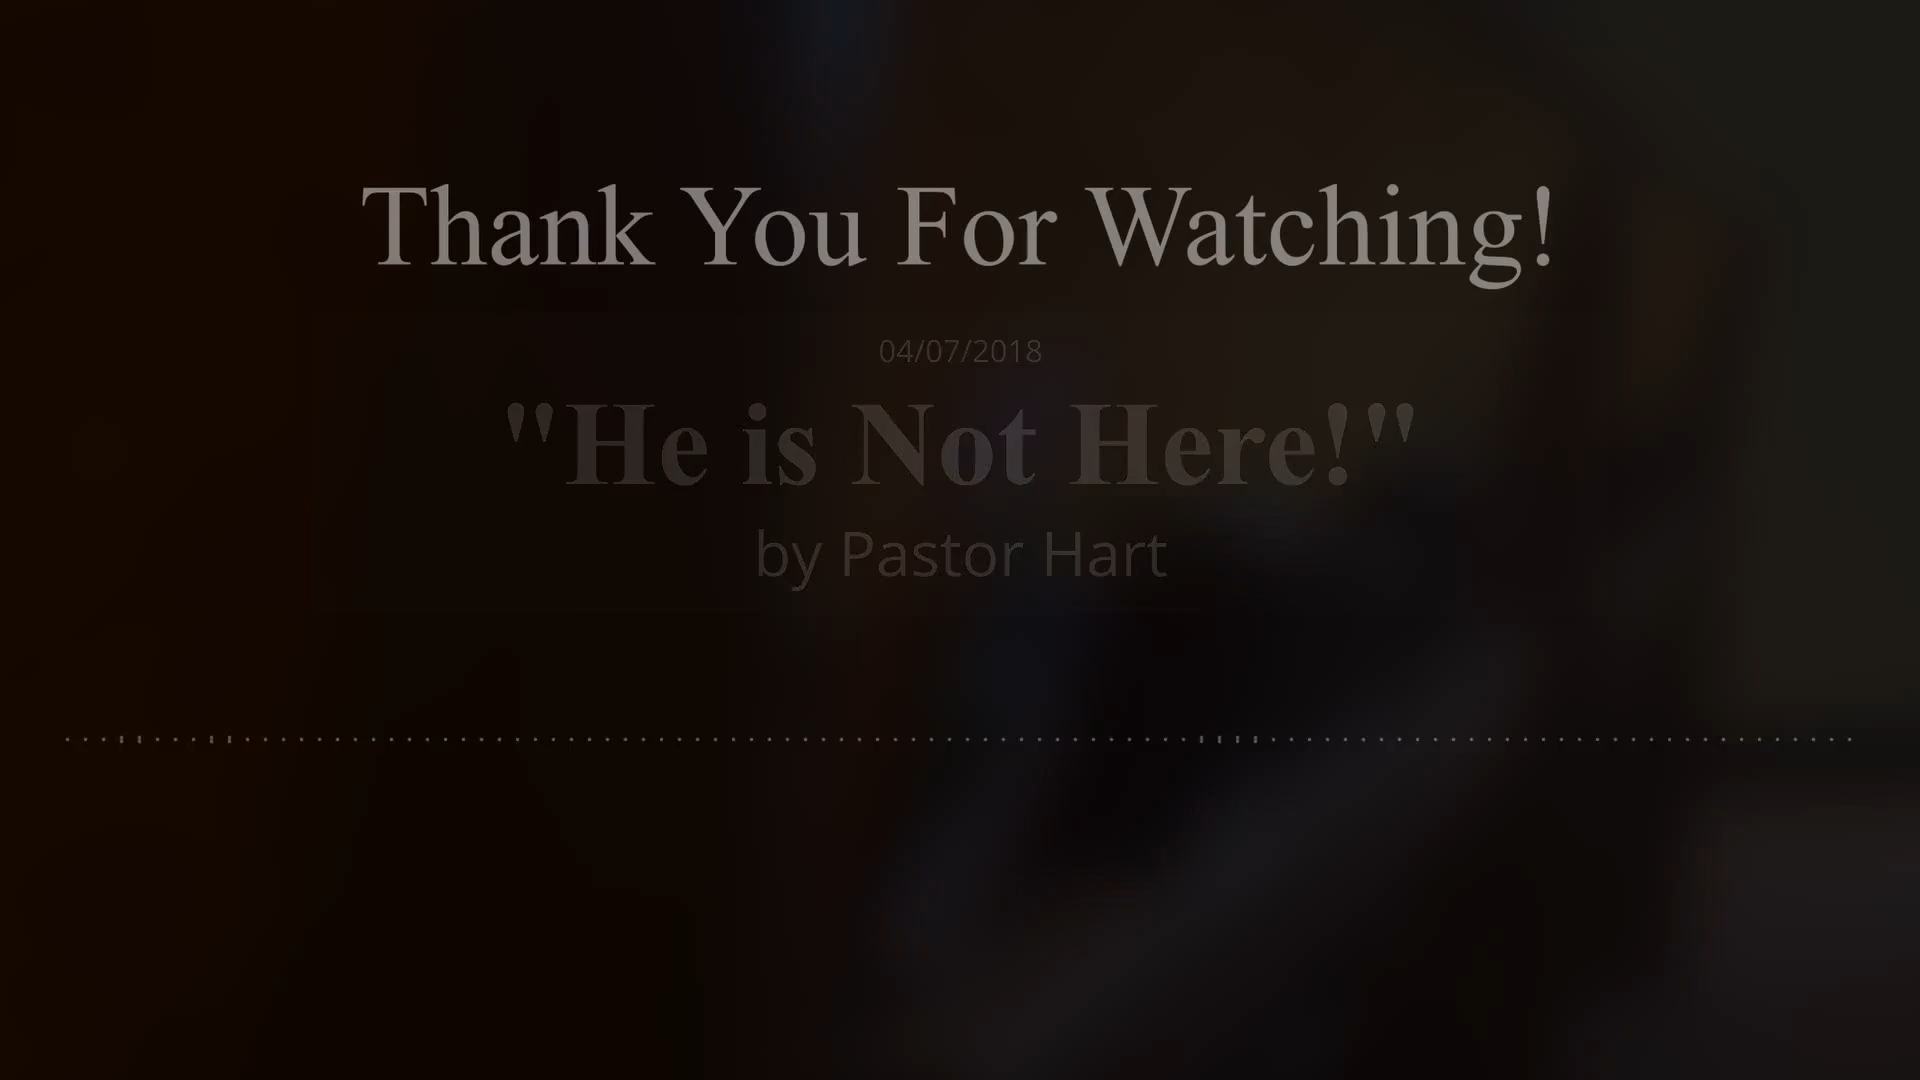 Thank You For Watching!
04/07/2018
"He is Not Here!"
by Pastor Hart